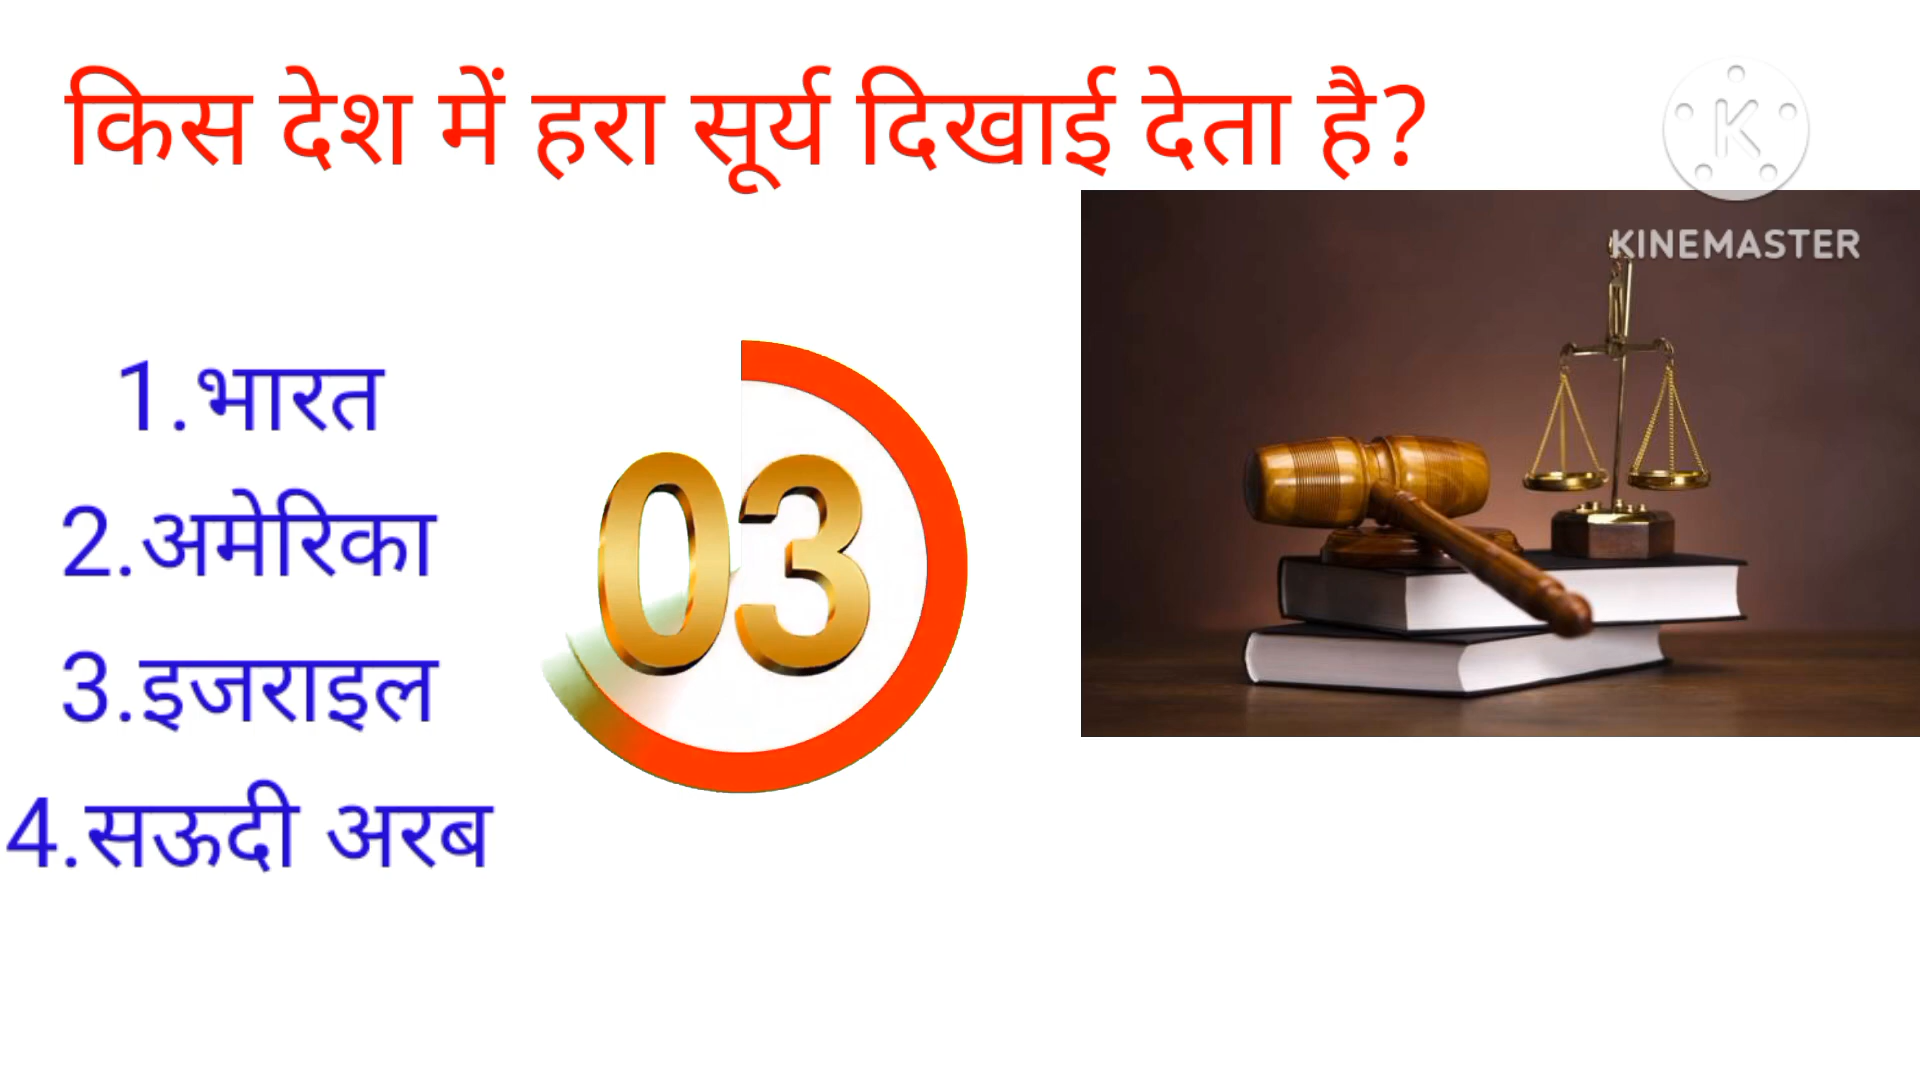 किस देश में हरा सूर्य दिखाई देता है?
K
KINEMASTER
1.भारत
2.अमेरिका
3.इजराइल
4.सऊदी अरब
03